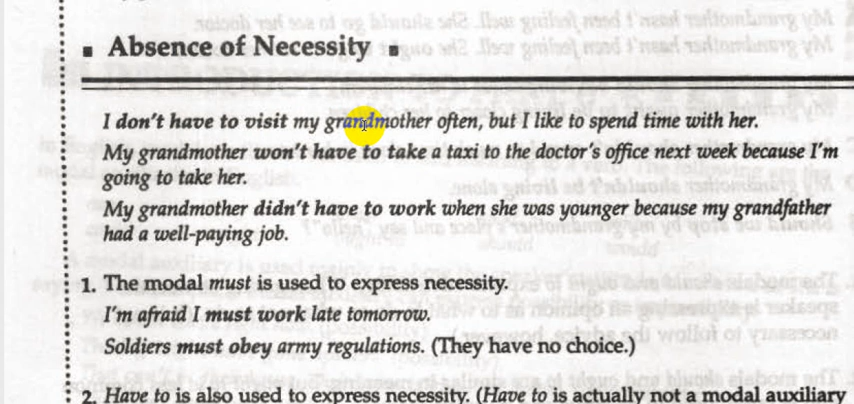 ▪ Absence of Necessity ▪
I don't have to visit my grandmother often, but I like to spend time with her.
My grandmother won't have to take a taxi to the doctor's office next week because I'm
going to take her.
My grandmother didn't have to work when she was younger because my grandfather
had a well-paying job.
1. The modal must is used to express necessity.
I'm afraid I must work late tomorrow.
Soldiers must obey army regulations. (They have no choice.)
2. Have to is also used to express necessity. (Have to is actually not a modal auxiliary